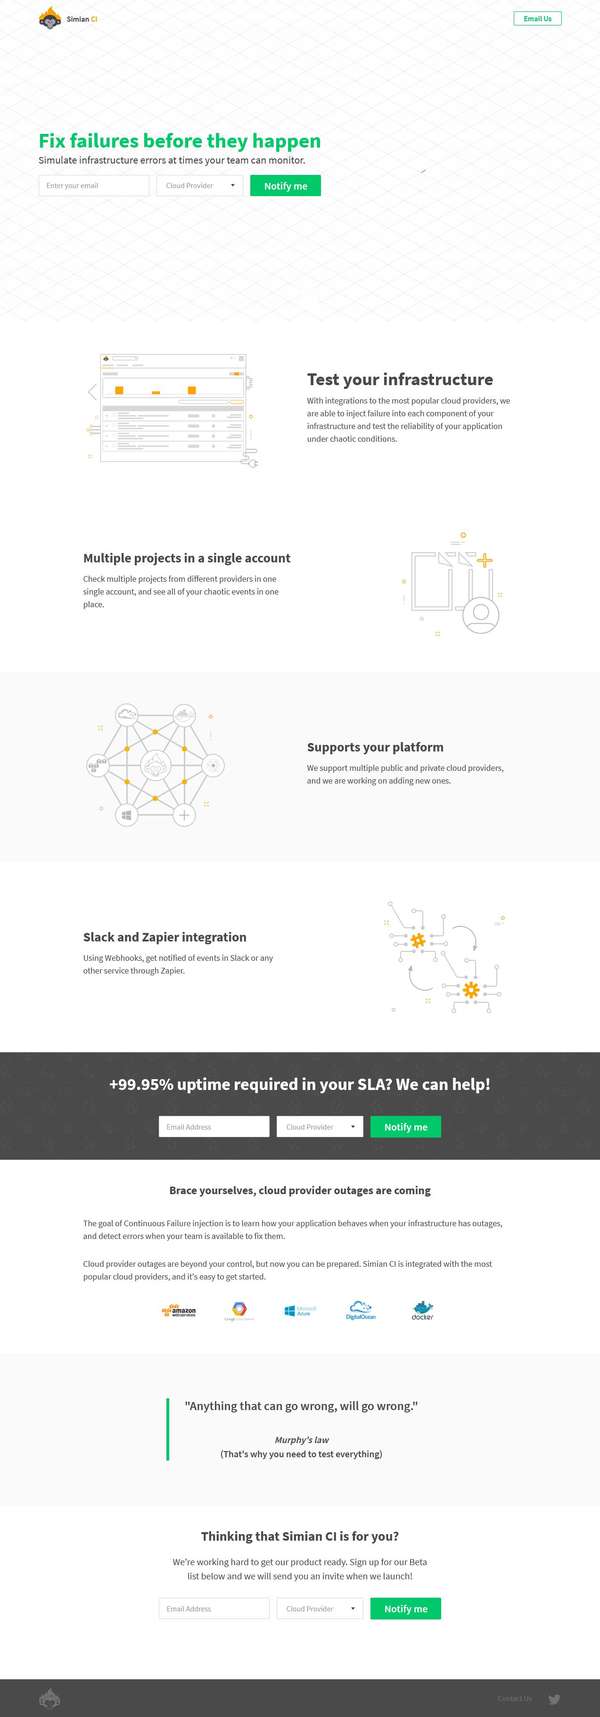 Simian CI
Email Us
Fix failures before they happen
Simulate infrastructure errors at times your team can monitor.
Enter your email
Cloud Provider
Notify me
Test your infrastructure
With integrations to the most popular cloud providers, we
are able to inject failure into each component of your
infrastructure and test the reliability of your application
under chaotic conditions.
Multiple projects in a single account
Check multiple projects from different providers in one
single account, and see all of your chaotic events in one
place.
Supports your platform
We support multiple public and private cloud providers,
and we are working on adding new ones.
Slack and Zapier integration
Using Webhooks, get notified of events in Slack or any
other service through Zapier.
+99.95% uptime required in your SLA? We can help!
Email Address
Cloud Provider
Notify me
Brace yourselves, cloud provider outages are coming
The goal of Continuous Failure injection is to learn how your application behaves when your infrastructure has outages,
and detect errors when your team is available to fix them.
Cloud provider outages are beyond your control, but now you can be prepared. Simian CI is integrated with the most
popular cloud providers, and it's easy to get started.
amazon
web services
Google
Microsoft
Azure
DigitalOcean
docker
"Anything that can go wrong, will go wrong."
Murphy's law
(That's why you need to test everything)
Thinking that Simian CI is for you?
We're working hard to get our product ready. Sign up for our Beta
list below and we will send you an invite when we launch!
Email Address
Cloud Provider
Notify me
Contact Us